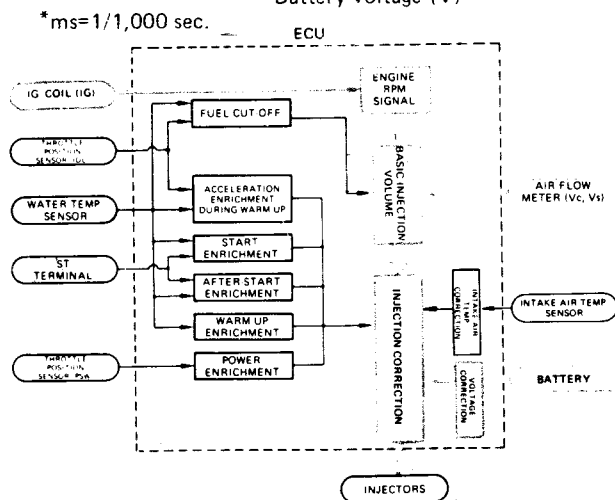 Battery voltage (V)
*ms=1/1,000 sec.
ECU
IG COIL (IG)
ENGINE
RPM
SIGNAL
FUEL CUT OFF
THROTTLE
POSITION
SENSOR IDL
BASIC INJECTION
VOLUME
ACCELERATION
ENRICHMENT
DURING WARM UP
WATER TEMP
SENSOR
AIR FLOW
METER (Vc, Vs)
START
ENRICHMENT
ST
TERMINAL
AFTER START
ENRICHMENT
INJECTION CORRECTION
INTAKE AIR
TEMP
CORRECTION
INTAKE AIR TEMP
SENSOR
WARM UP
ENRICHMENT
THROTTLE
POSITION
SENSOR PSW
POWER
ENRICHMENT
VOLTAGE
CORRECTION
BATTERY
INJECTORS